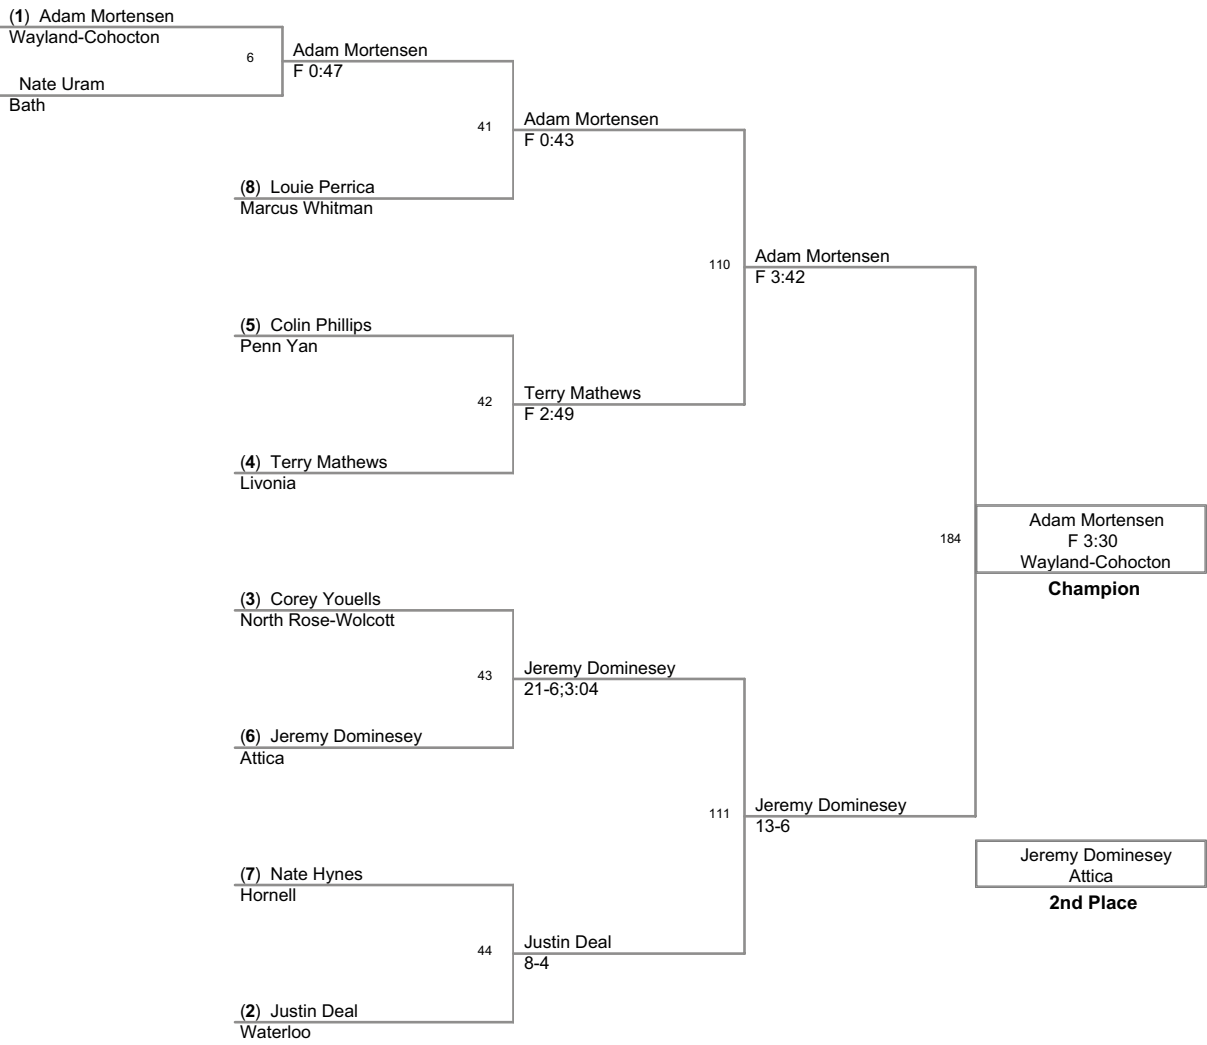 (1) Adam Mortensen
Wayland-Cohocton
6
Nate Uram
Bath
Adam Mortensen
F 0:47
41
(8) Louie Perrica
Marcus Whitman
Adam Mortensen
F 0:43
(5) Colin Phillips
Penn Yan
42
(4) Terry Mathews
Livonia
Terry Mathews
F 2:49
110
Adam Mortensen
F 3:42
(3) Corey Youells
North Rose-Wolcott
43
(6) Jeremy Dominesey
Attica
Jeremy Dominesey
21-6;3:04
(7) Nate Hynes
Hornell
44
(2) Justin Deal
Waterloo
Justin Deal
8-4
111
Jeremy Dominesey
13-6
184
Adam Mortensen
F 3:30
Wayland-Cohocton
Champion
Jeremy Dominesey
Attica
2nd Place